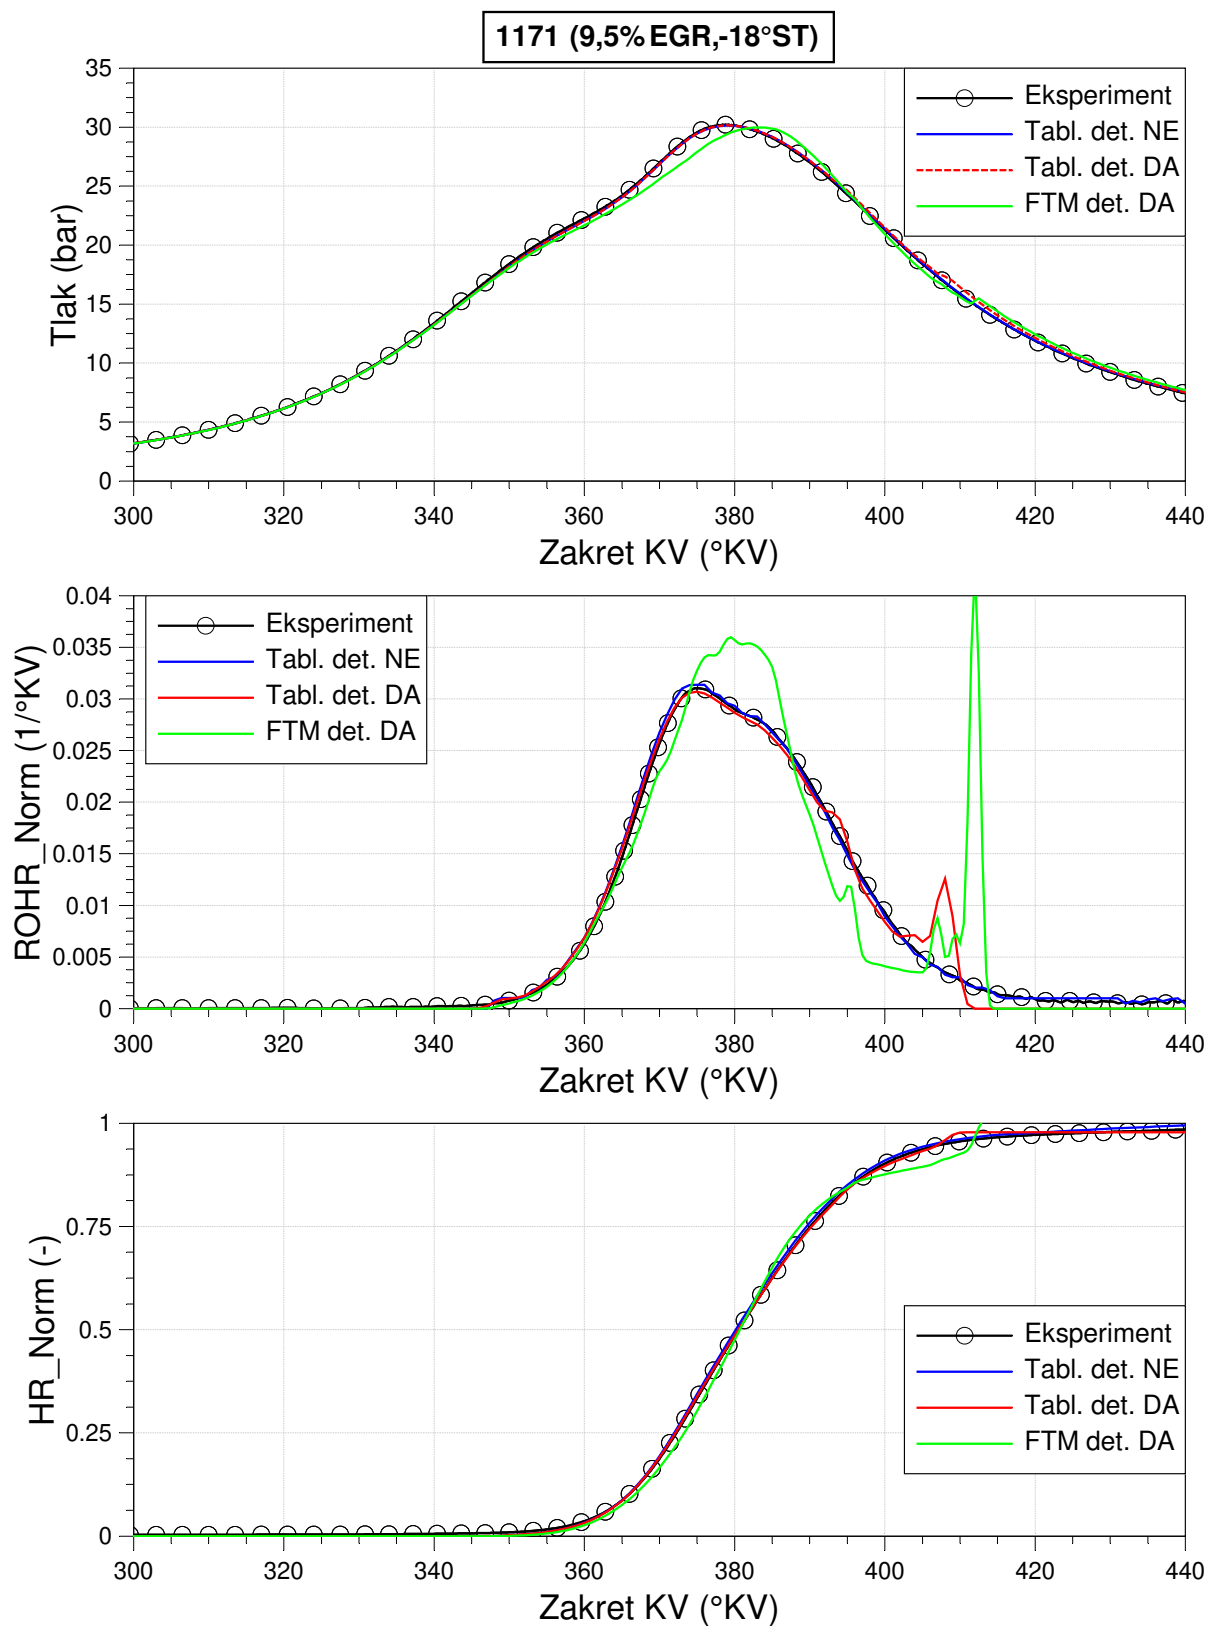 1171 (9,5% EGR,-18°ST)
35
30
25
20
15
10
5
0
Tlak (bar)
Eksperiment
Tabl. det. NE
Tabl. det. DA
FTM det. DA
300 320 340 360 380 400 420 440
Zakret KV (°KV)
0.04
0.035
0.03
0.025
0.02
0.015
0.01
0.005
0
ROHR_Norm (1/°KV)
Eksperiment
Tabl. det. NE
Tabl. det. DA
FTM det. DA
300 320 340 360 380 400 420 440
Zakret KV (°KV)
1
0.75
0.5
0.25
0
HR_Norm (-)
Eksperiment
Tabl. det. NE
Tabl. det. DA
FTM det. DA
300 320 340 360 380 400 420 440
Zakret KV (°KV)